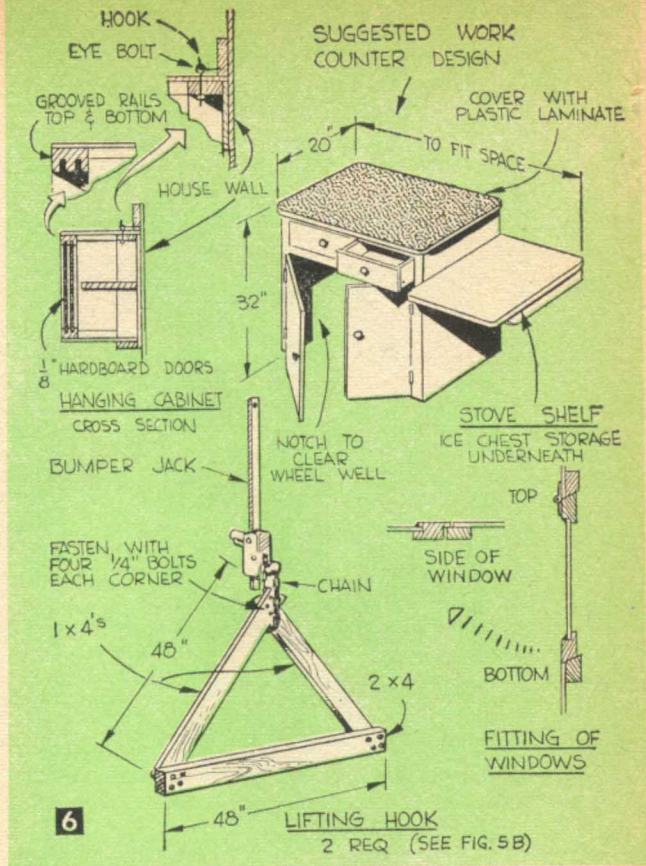 HOOK
EYE BOLT
GROOVED RAILS
TOP & BOTTOM
HOUSE WALL
1/8" HARDBOARD DOORS
HANGING CABINET
CROSS SECTION
SUGGESTED WORK
COUNTER DESIGN
COVER WITH
PLASTIC LAMINATE
20"
TO FIT SPACE
32"
NOTCH TO
CLEAR
WHEEL WELL
STOVE SHELF
ICE CHEST STORAGE
UNDERNEATH
BUMPER JACK
FASTEN WITH
FOUR 1/4" BOLTS
EACH CORNER
CHAIN
1 x 4's
48"
2 x 4
48"
TOP
SIDE OF
WINDOW
BOTTOM
FITTING OF
WINDOWS
6
LIFTING HOOK
2 REQ (SEE FIG. 5B)